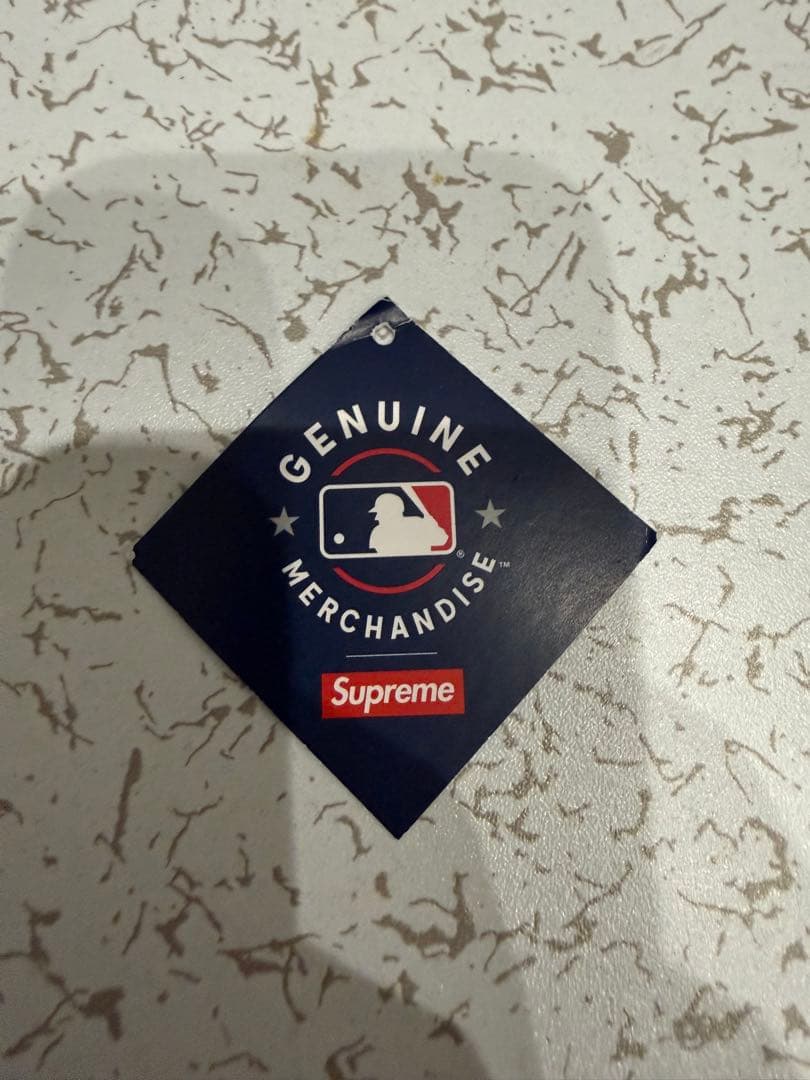 GENUINE
®
MERCHANDISE™
Supreme